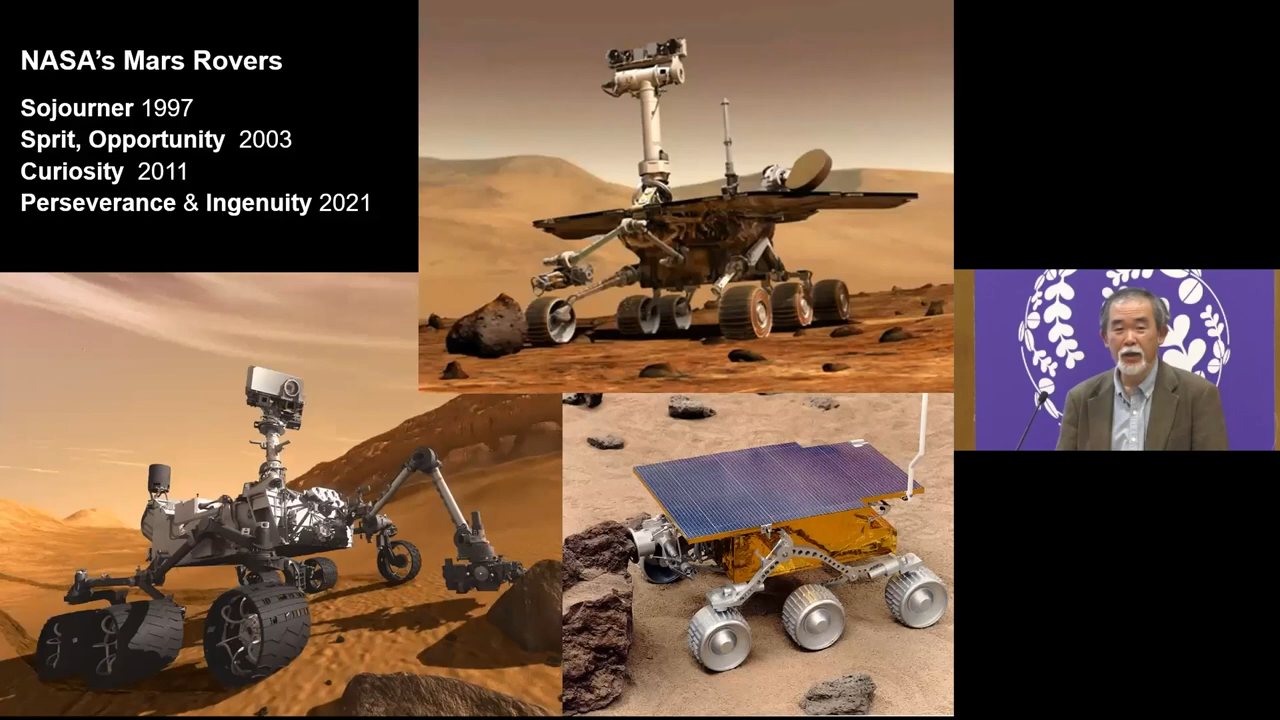 NASA’s Mars Rovers
Sojourner 1997
Sprit, Opportunity 2003
Curiosity 2011
Perseverance & Ingenuity 2021